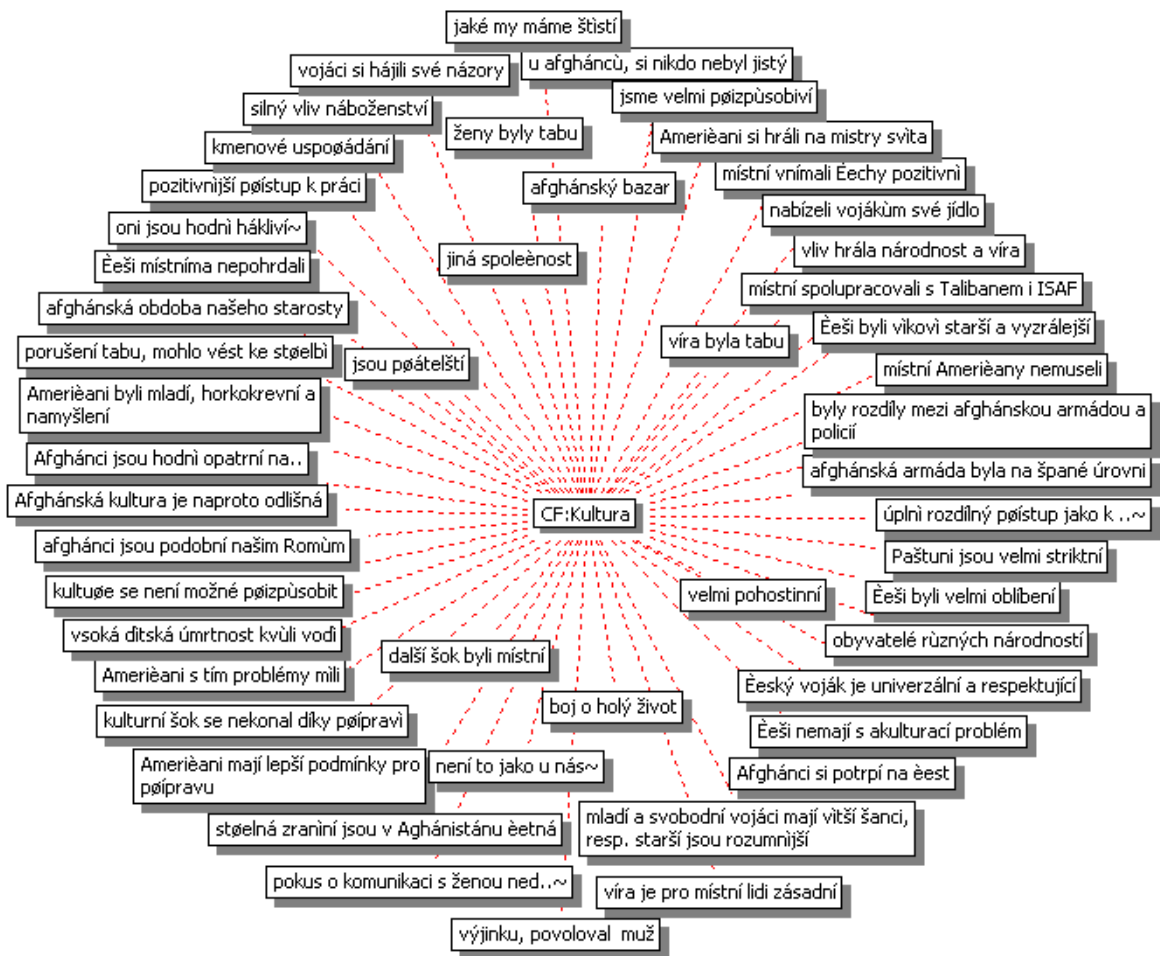 jaké my máme štìstí
u afgháncù, si nikdo nebyl jistý
vojáci si hájili své názory
jsme velmi pøizpùsobiví
silný vliv náboženství
ženy byly tabu
Amerièani si hráli na mistry svìta
kmenové uspoøádání
místní vnímali Èechy pozitivnì
pozitivnìjší pøístup k práci
afghánský bazar
nabízeli vojákùm své jídlo
oni jsou hodnì hákliví~
vliv hrála národnost a víra
jiná spoleènost
Èeši místníma nepohrdali
místní spolupracovali s Talibanem i ISAF
afghánská obdoba našeho starosty
Èeši byli vìkovì starší a vyzrálejší
víra byla tabu
porušení tabu, mohlo vést ke støelbì
jsou pøátelští
místní Amerièany nemuseli
Amerièani byli mladí, horkokrevní a
namyšlení
byly rozdíly mezi afghánskou armádou a
policií
Afghánci jsou hodnì opatrní na..
afghánská armáda byla na špané úrovni
Afghánská kultura je naproto odlišná
CF:Kultura
úplnì rozdílný pøístup jako k ..~
afghánci jsou podobní našim Romùm
Paštuni jsou velmi striktní
kultuøe se není možné pøizpùsobit
velmi pohostinní
Èeši byli velmi oblíbení
vsoká dìtská úmrtnost kvùli vodì
obyvatelé rùzných národností
další šok byli místní
Amerièani s tím problémy mìli
Èeský voják je univerzální a respektující
boj o holý život
kulturní šok se nekonal díky pøípravì
Èeši nemají s akulturací problém
Amerièani mají lepší podmínky pro
pøípravu
není to jako u nás~
Afghánci si potrpí na èest
støelná zranìní jsou v Aghánistánu èetná
mladí a svobodní vojáci mají vìtší šanci,
resp. starší jsou rozumnìjší
pokus o komunikaci s ženou ned..~
víra je pro místní lidi zásadní
výjinku, povoloval  muž